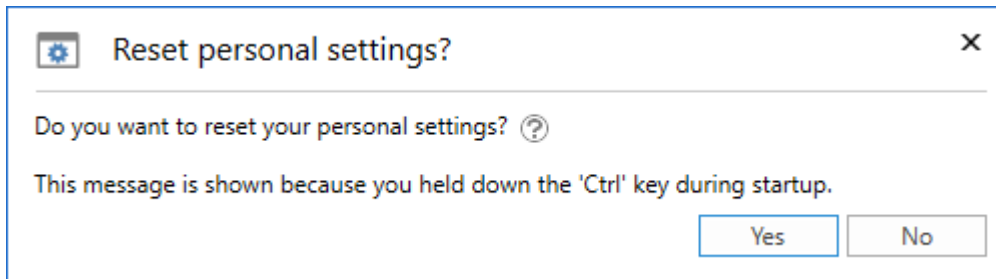 Reset personal settings?
Do you want to reset your personal settings? ?
This message is shown because you held down the 'Ctrl' key during startup.
Yes No